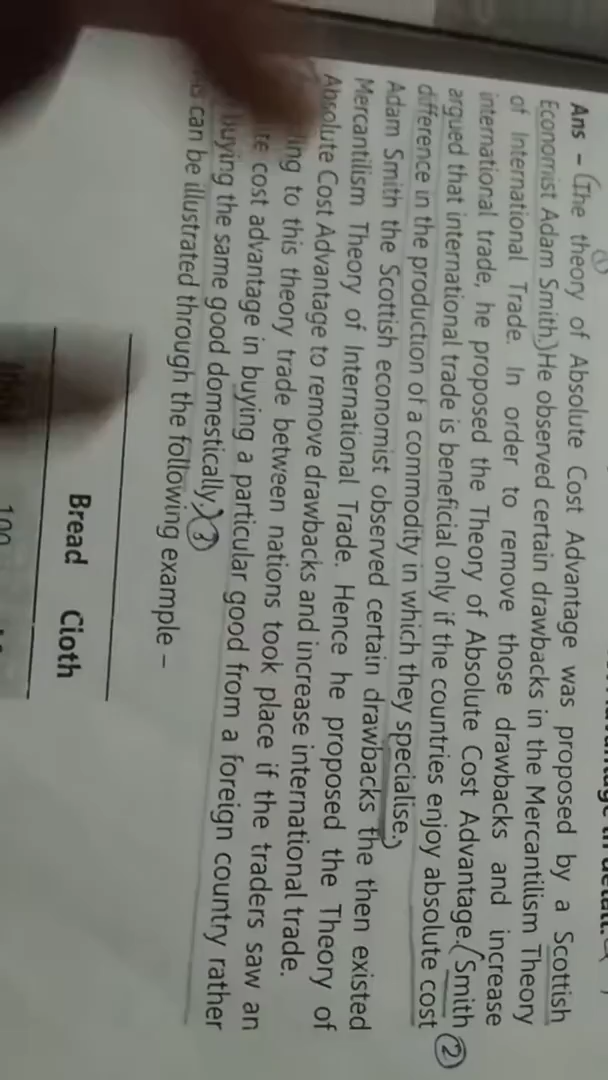 detail.
①
Ans – (The theory of Absolute Cost Advantage was proposed by a Scottish
Economist Adam Smith.) He observed certain drawbacks in the Mercantilism Theory
of International Trade. In order to remove those drawbacks and increase
international trade, he proposed the Theory of Absolute Cost Advantage. (Smith ②
argued that international trade is beneficial only if the countries enjoy absolute cost
difference in the production of a commodity in which they specialise.)
Adam Smith the Scottish economist observed certain drawbacks the then existed
Mercantilism Theory of International Trade. Hence he proposed the Theory of
Absolute Cost Advantage to remove drawbacks and increase international trade.
to this theory trade between nations took place if the traders saw an
cost advantage in buying a particular good from a foreign country rather
buying the same good domestically.) ③
can be illustrated through the following example –
Bread Cloth
100